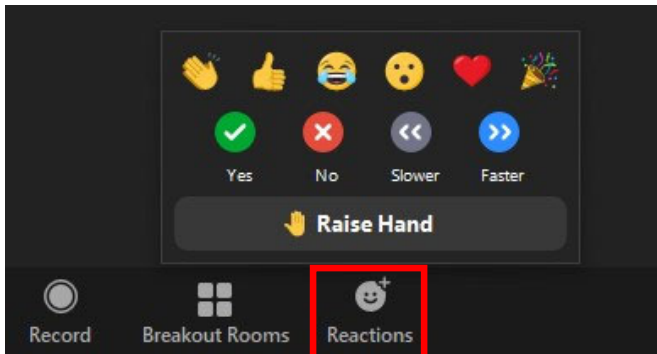 Yes No Slower Faster
Raise Hand
Record Breakout Rooms Reactions